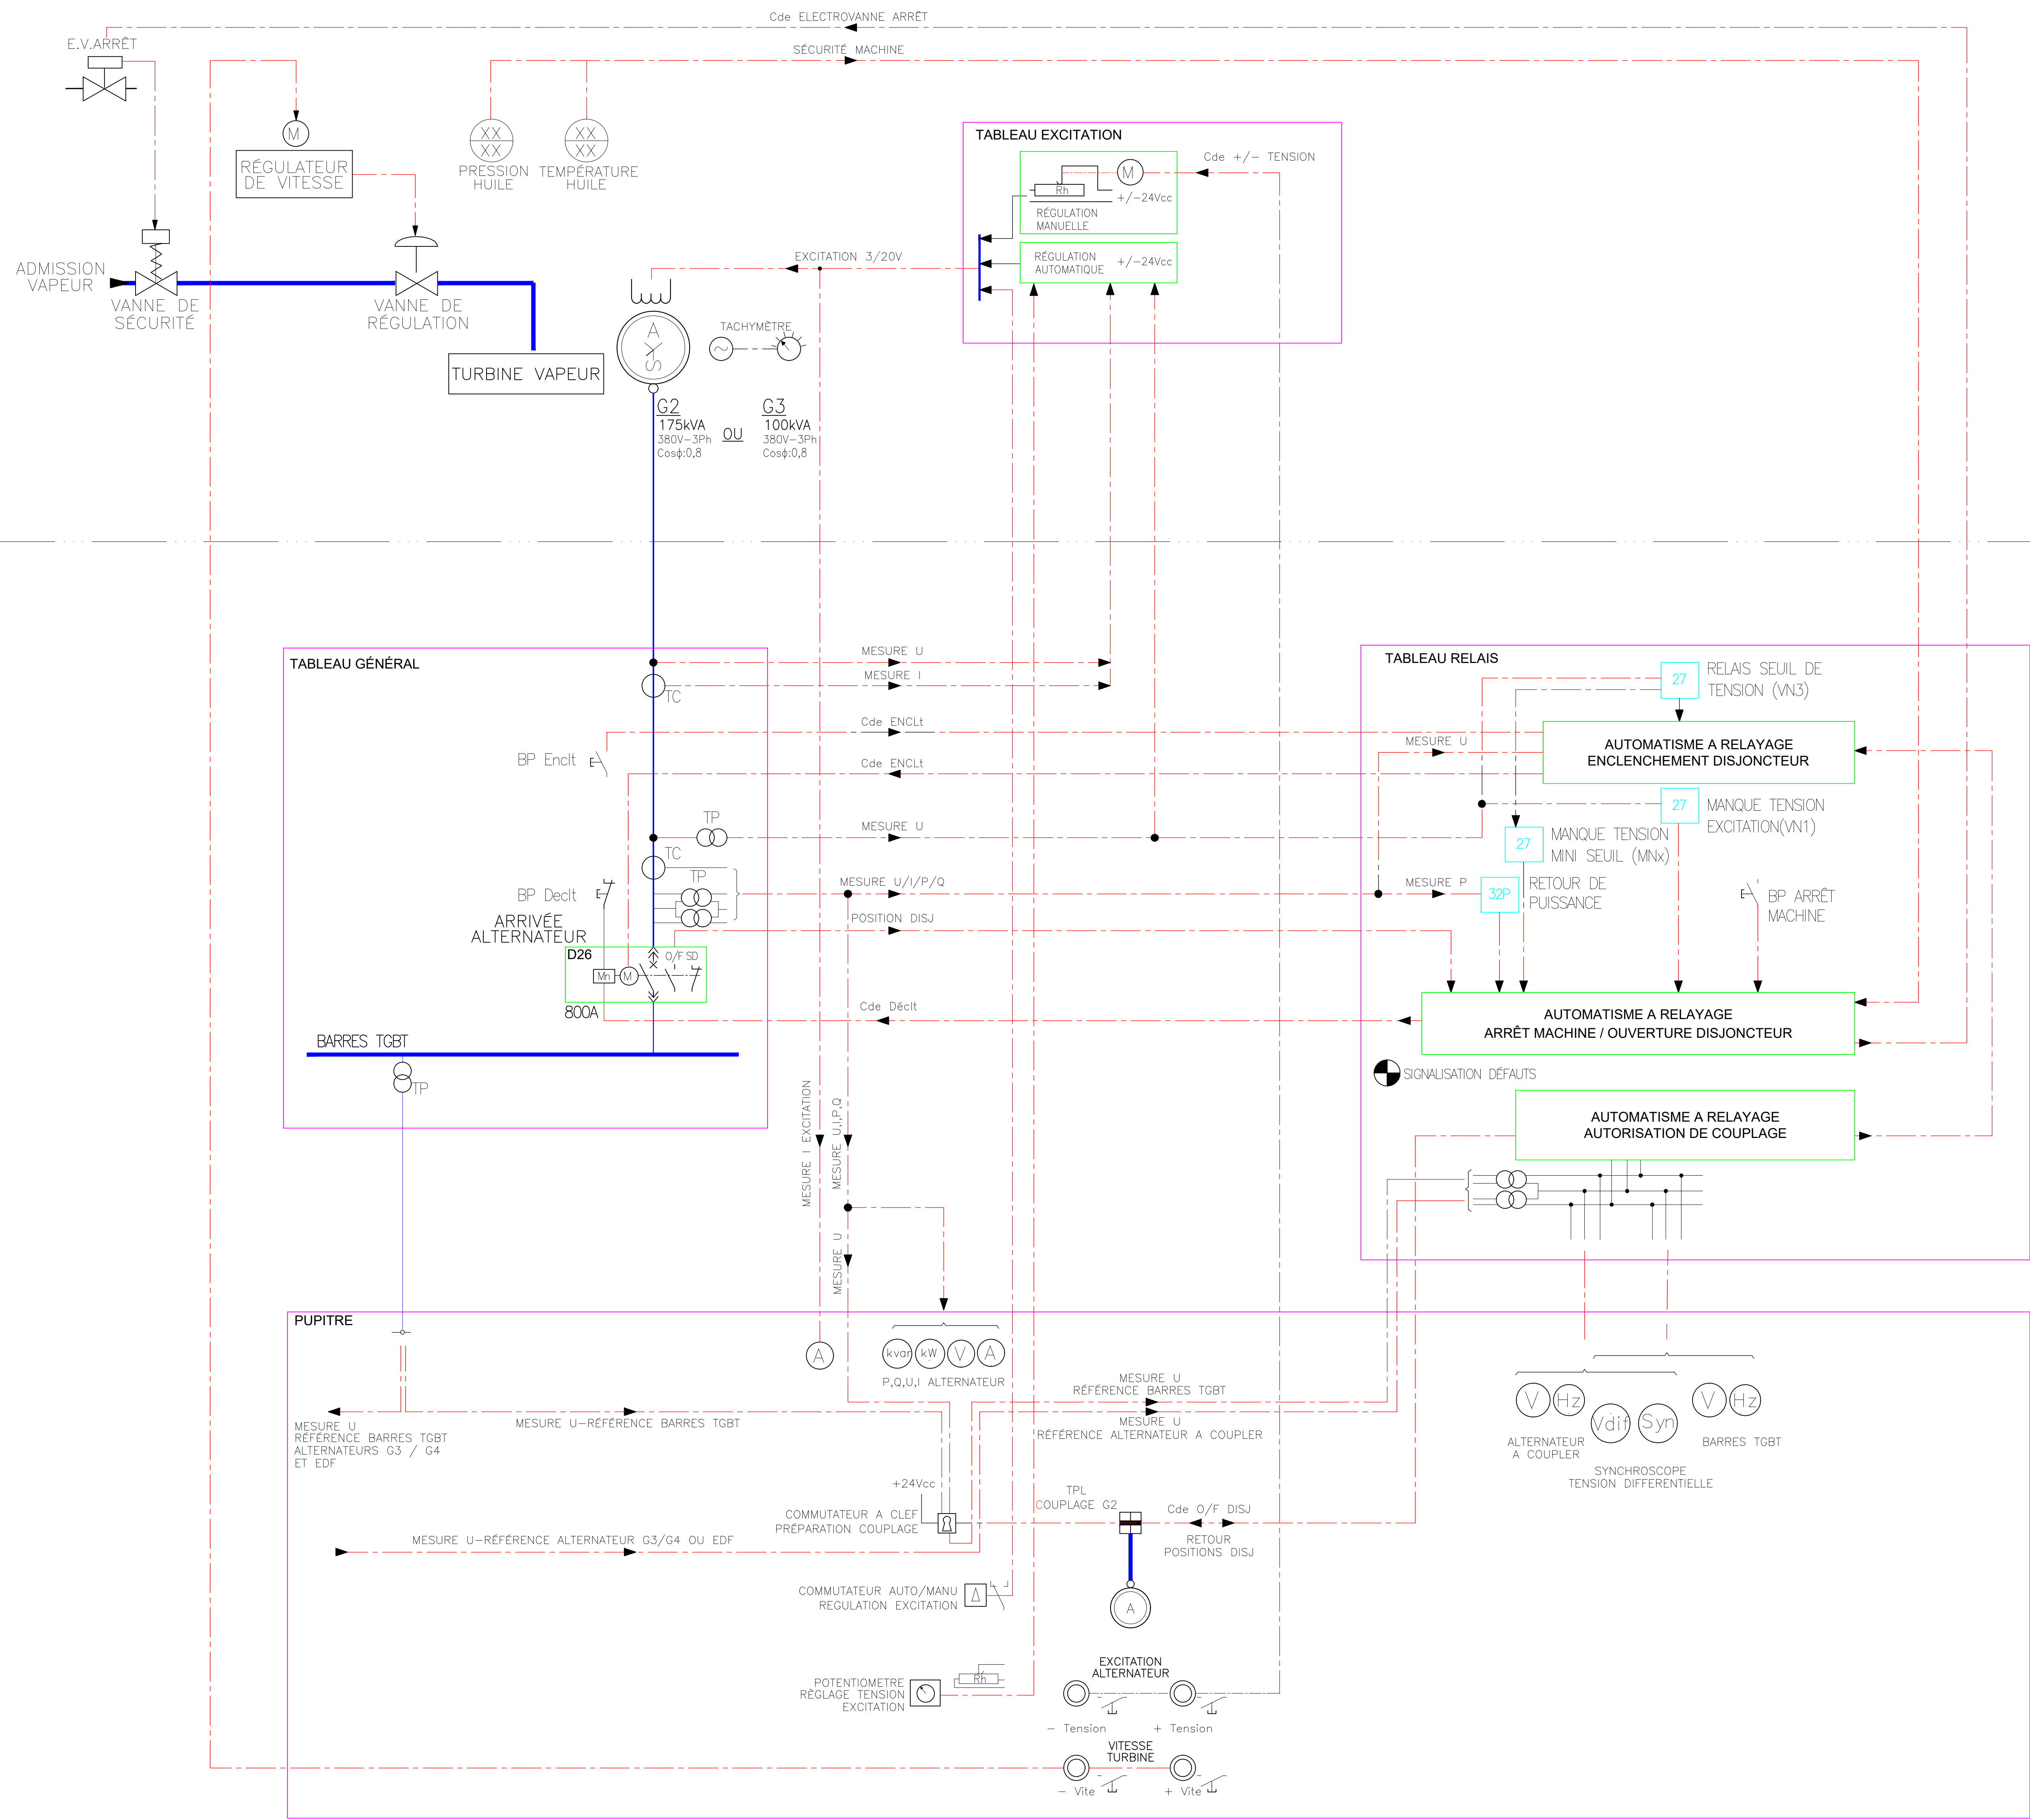 Cde ELECTROVANNE ARRÊT
E.V.ARRÊT
SÉCURITÉ MACHINE
M
RÉGULATEUR
DE VITESSE
XX
XX
PRESSION
HUILE
XX
XX
TEMPÉRATURE
HUILE
ADMISSION
VAPEUR
VANNE DE
SÉCURITÉ
VANNE DE
RÉGULATION
TURBINE VAPEUR
TABLEAU EXCITATION
Cde +/- TENSION
M
Rh
+/-24Vcc
RÉGULATION
MANUELLE
RÉGULATION
AUTOMATIQUE
+/-24Vcc
EXCITATION 3/20V
A
S
TACHYMÈTRE
G2
175kVA
380V-3Ph
Cosϕ:0,8
OU
G3
100kVA
380V-3Ph
Cosϕ:0,8
TABLEAU GÉNÉRAL
MESURE U
MESURE I
TC
Cde ENCLt
BP Enclt
Cde ENCLt
TP
MESURE U
TC
TP
BP Declt
MESURE U/I/P/Q
ARRIVÉE
ALTERNATEUR
POSITION DISJ
D26
O/F SD
Mn
M
800A
Cde Déclt
BARRES TGBT
TP
TABLEAU RELAIS
27
RELAIS SEUIL DE
TENSION (VN3)
MESURE U
AUTOMATISME A RELAYAGE
ENCLENCHEMENT DISJONCTEUR
27
MANQUE TENSION
EXCITATION(VN1)
27
MANQUE TENSION
MINI SEUIL (MNx)
MESURE P
32P
RETOUR DE
PUISSANCE
BP ARRÊT
MACHINE
AUTOMATISME A RELAYAGE
ARRÊT MACHINE / OUVERTURE DISJONCTEUR
SIGNALISATION DÉFAUTS
AUTOMATISME A RELAYAGE
AUTORISATION DE COUPLAGE
MESURE I EXCITATION
MESURE U,I,P,Q
MESURE U
PUPITRE
A
kvar
kW
V
A
P,Q,U,I ALTERNATEUR
MESURE U
RÉFÉRENCE BARRES TGBT
ALTERNATEURS G3 / G4
ET EDF
MESURE U-RÉFÉRENCE BARRES TGBT
MESURE U
RÉFÉRENCE BARRES TGBT
MESURE U
RÉFÉRENCE ALTERNATEUR A COUPLER
V
Hz
Vdif
Syn
V
Hz
ALTERNATEUR
A COUPLER
BARRES TGBT
SYNCHROSCOPE
TENSION DIFFERENTIELLE
+24Vcc
COMMUTATEUR A CLEF
PRÉPARATION COUPLAGE
TPL
COUPLAGE G2
Cde O/F DISJ
RETOUR
POSITIONS DISJ
MESURE U-RÉFÉRENCE ALTERNATEUR G3/G4 OU EDF
COMMUTATEUR AUTO/MANU
REGULATION EXCITATION
A
POTENTIOMETRE
RÈGLAGE TENSION
EXCITATION
Rh
EXCITATION
ALTERNATEUR
- Tension
+ Tension
VITESSE
TURBINE
- Vite
+ Vite